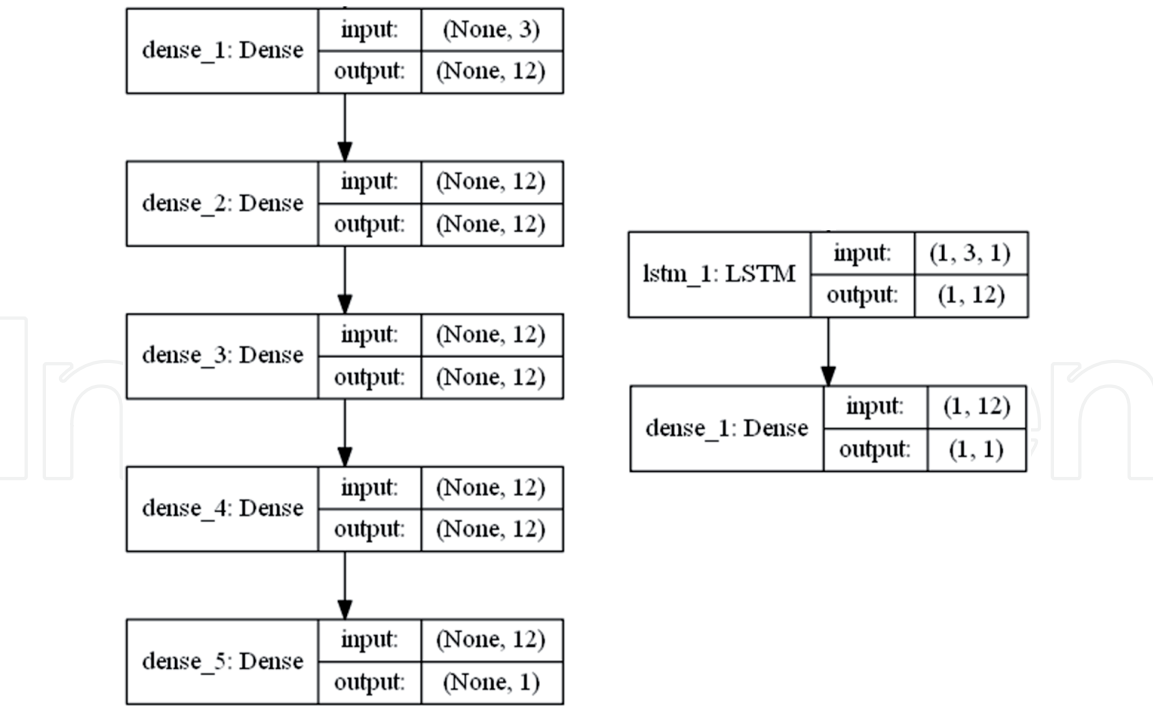 dense_1: Dense
input: (None, 3)
output: (None, 12)
dense_2: Dense
input: (None, 12)
output: (None, 12)
dense_3: Dense
input: (None, 12)
output: (None, 12)
dense_4: Dense
input: (None, 12)
output: (None, 12)
dense_5: Dense
input: (None, 12)
output: (None, 1)
lstm_1: LSTM
input: (1, 3, 1)
output: (1, 12)
dense_1: Dense
input: (1, 12)
output: (1, 1)